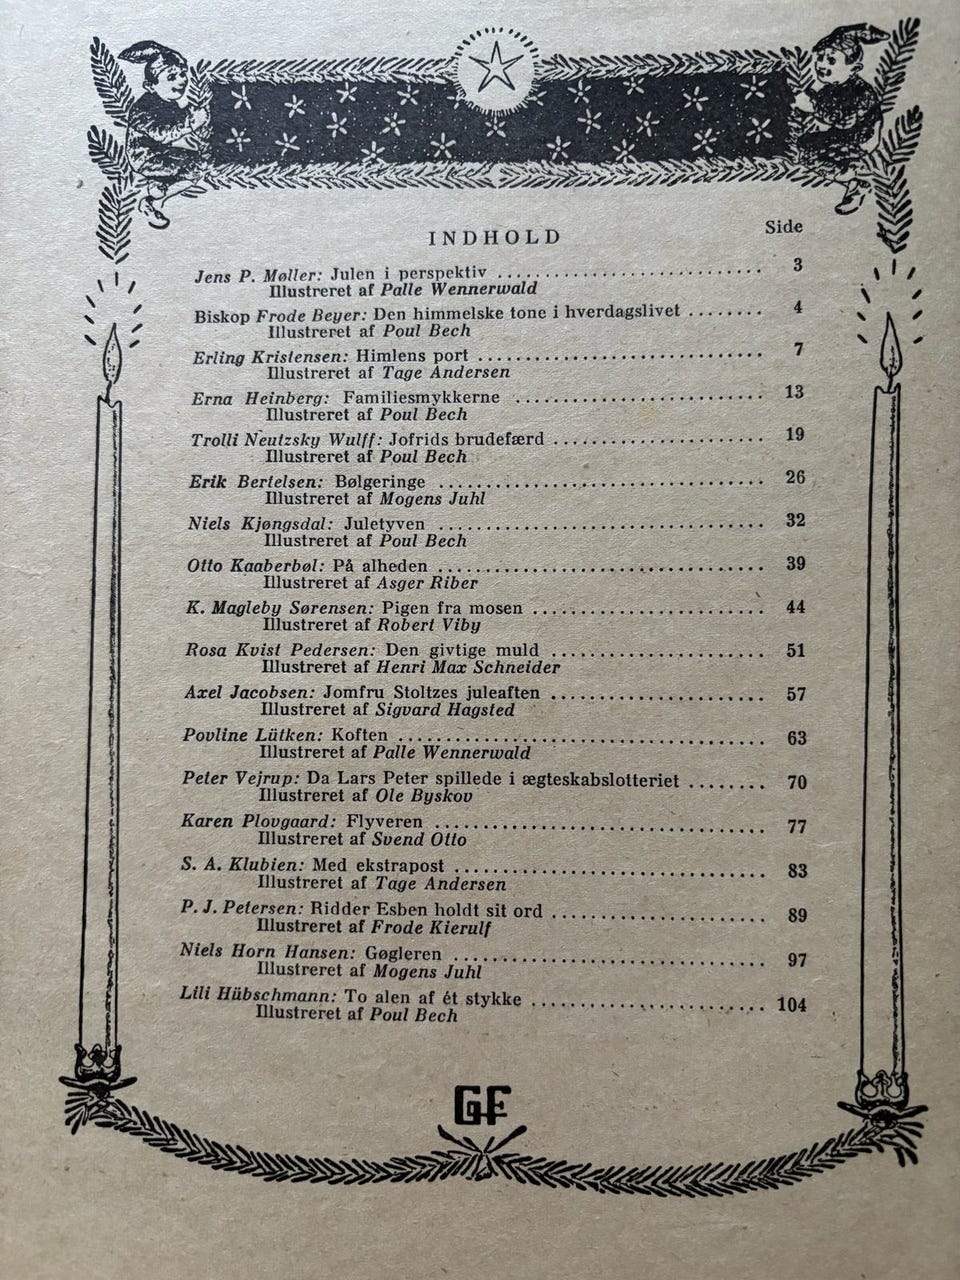 INDHOLD Side
Jens P. Møller: Julen i perspektiv ............................ 3
Illustreret af Palle Wennerwald
Biskop Frode Beyer: Den himmelske tone i hverdagslivet ........ 4
Illustreret af Poul Bech
Erling Kristensen: Himlens port .............................. 7
Illustreret af Tage Andersen
Erna Heinberg: Familiesmykkerne .......................... 13
Illustreret af Poul Bech
Trolli Neutzsky Wulff: Jofrids brudefærd ...................... 19
Illustreret af Poul Bech
Erik Bertelsen: Bølgeringe .................................. 26
Illustreret af Mogens Juhl
Niels Kjøngsdal: Juletyven .................................. 32
Illustreret af Poul Bech
Otto Kaaberbøl: På alheden .................................. 39
Illustreret af Asger Riber
K. Magleby Sørensen: Pigen fra mosen ........................ 44
Illustreret af Robert Viby
Rosa Kvist Pedersen: Den givtige muld ...................... 51
Illustreret af Henri Max Schneider
Axel Jacobsen: Jomfru Stoltzes juleaften ...................... 57
Illustreret af Sigvard Hagsted
Povline Lütken: Koften ...................................... 63
Illustreret af Palle Wennerwald
Peter Vejrup: Da Lars Peter spillede i ægteskabslotteriet ........ 70
Illustreret af Ole Byskov
Karen Plovgaard: Flyveren .................................. 77
Illustreret af Svend Otto
S. A. Klubien: Med ekstrapost ................................ 83
Illustreret af Tage Andersen
P. J. Petersen: Ridder Esben holdt sit ord ...................... 89
Illustreret af Frode Kierulf
Niels Horn Hansen: Gøgleren ................................ 97
Illustreret af Mogens Juhl
Lili Hübschmann: To alen af ét stykke ........................ 104
Illustreret af Poul Bech
GF